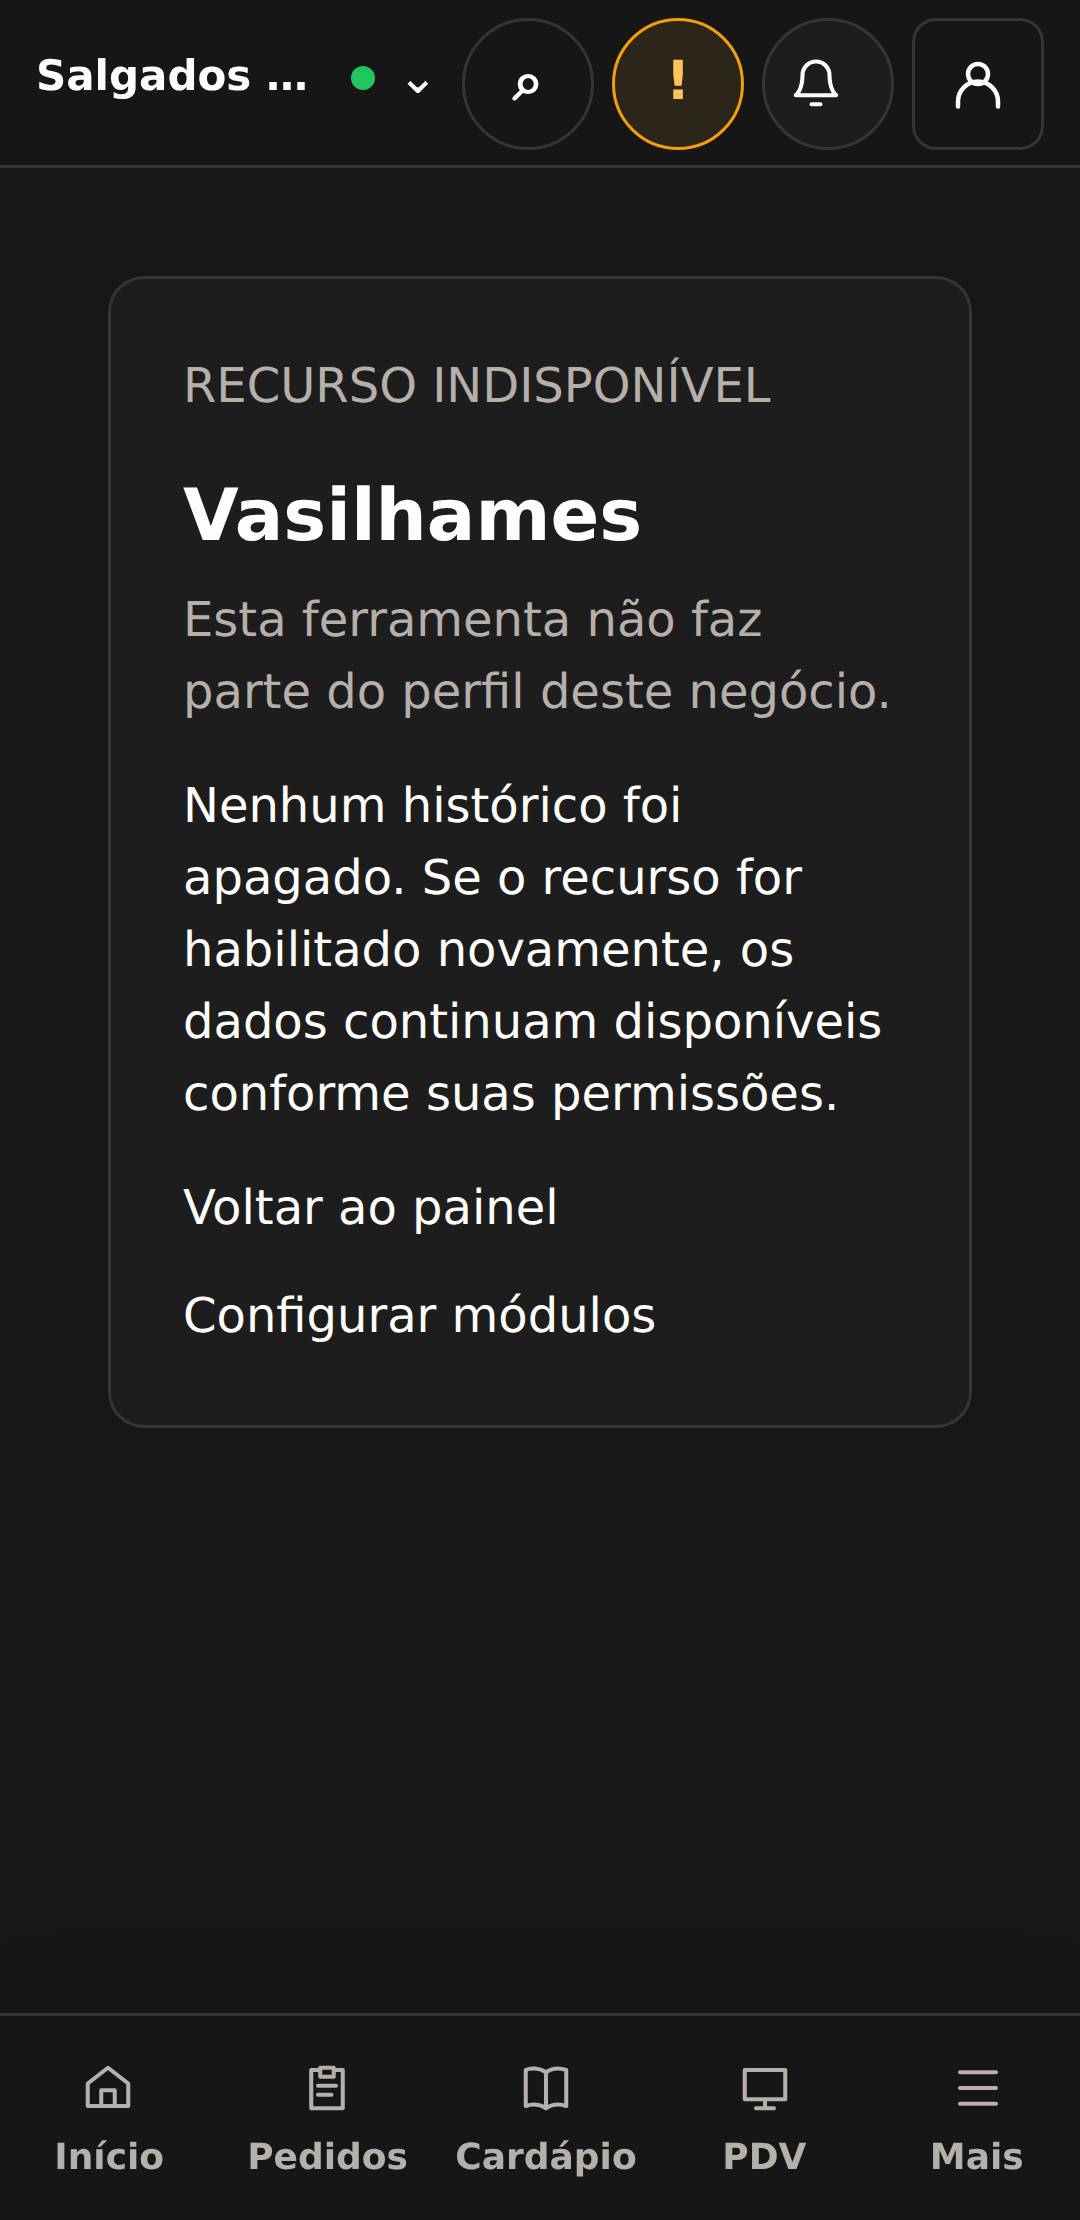 Salgados ...
!
RECURSO INDISPONÍVEL
Vasilhames
Esta ferramenta não faz
parte do perfil deste negócio.
Nenhum histórico foi
apagado. Se o recurso for
habilitado novamente, os
dados continuam disponíveis
conforme suas permissões.
Voltar ao painel
Configurar módulos
Início
Pedidos
Cardápio
PDV
Mais